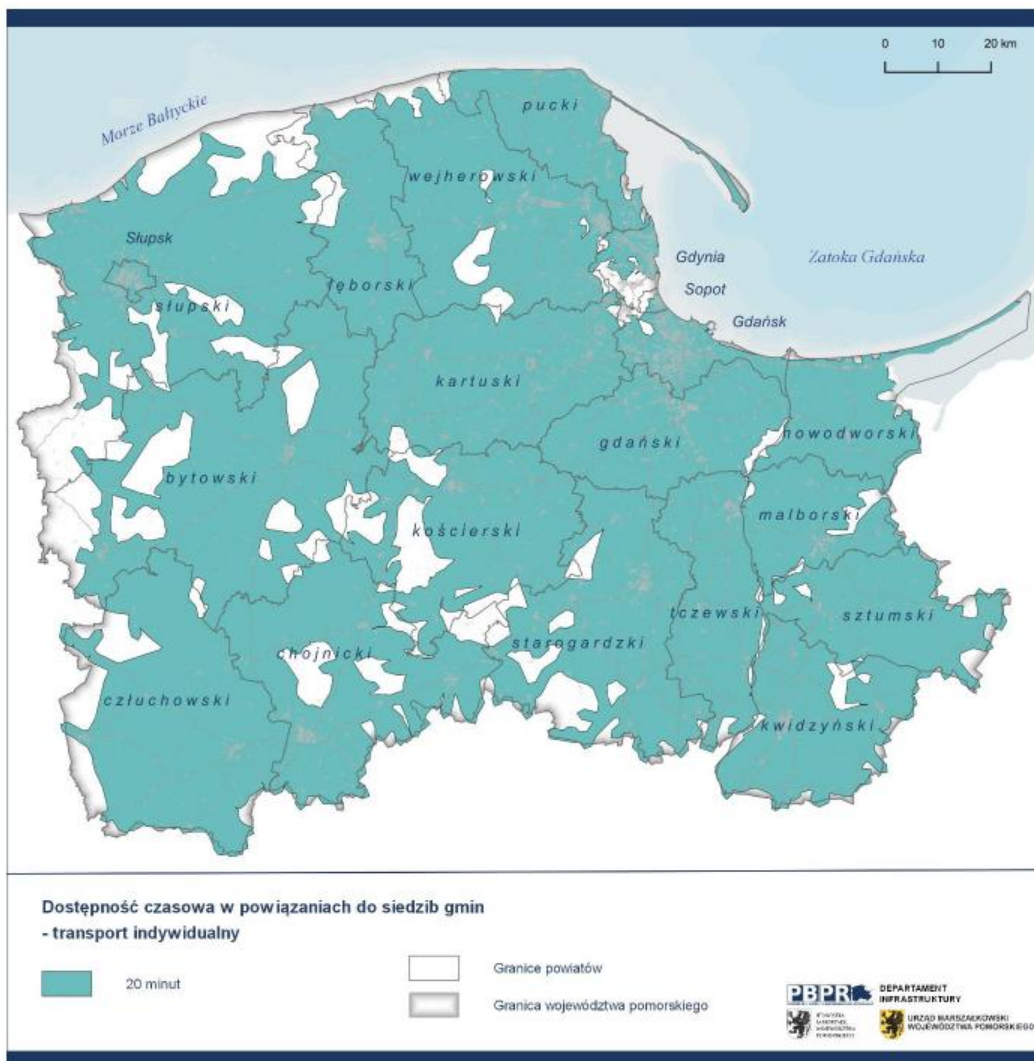 0 10 20 km
Morze Bałtyckie
pucki
wejherowski
Słupsk
Gdynia
Zatoka Gdańska
lęborski
Sopot
słupski
Gdańsk
kartuski
gdański
nowodworski
bytowski
malborski
kościerski
tczewski
sztumski
chojnicki
starogardzki
człuchowski
kwidzyński
Dostępność czasowa w powiązaniach do siedzib gmin
- transport indywidualny
20 minut
Granice powiatów
Granica województwa pomorskiego
PBPR
DEPARTAMENT
INFRASTRUKTURY
URZĄD MARSZAŁKOWSKI
WOJEWÓDZTWA POMORSKIEGO